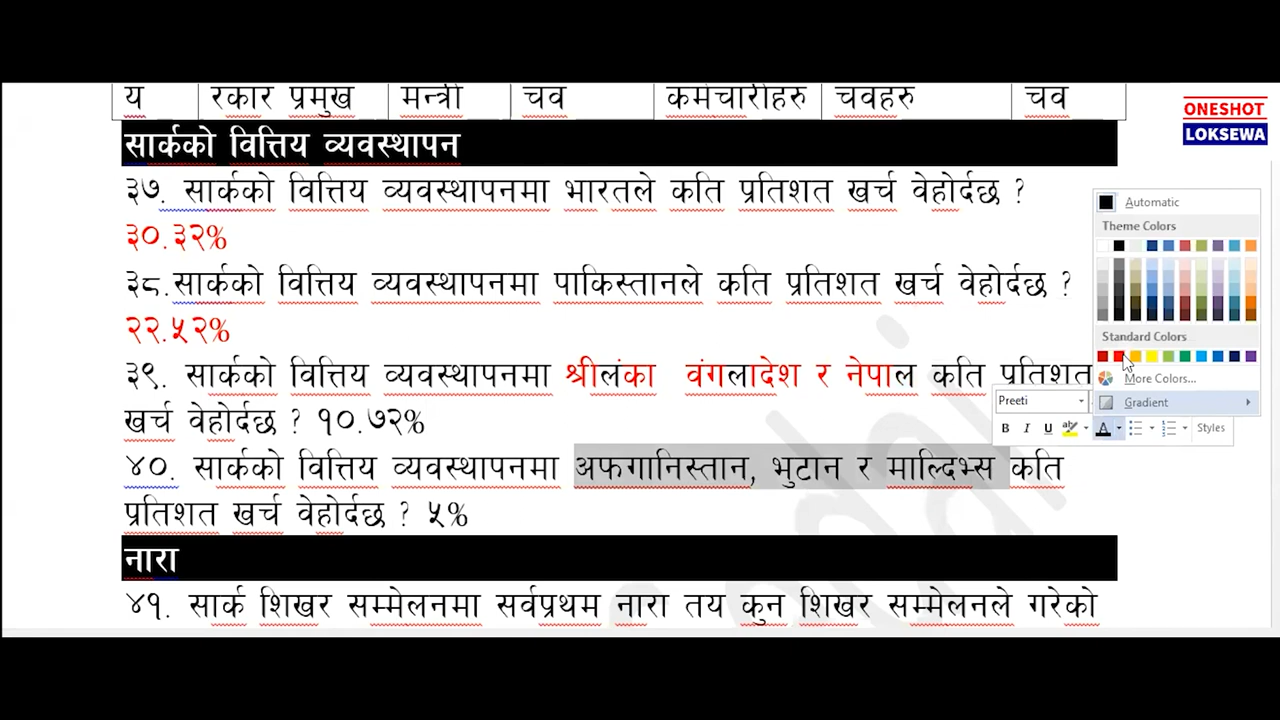 य रकार प्रमुख मन्त्री चव कर्मचारीहरु चवहरु चव
ONESHOT
LOKSEWA
सार्कको वित्तिय व्यवस्थापन
३७. सार्कको वित्तिय व्यवस्थापनमा भारतले कति प्रतिशत खर्च वेहोर्दछ ?
३०.३२%
३८.सार्कको वित्तिय व्यवस्थापनमा पाकिस्तानले कति प्रतिशत खर्च वेहोर्दछ ?
२२.५२%
३९. सार्कको वित्तिय व्यवस्थापनमा श्रीलंका वंगलादेश र नेपाल कति प्रतिशत
खर्च वेहोर्दछ ? १०.७२%
४०. सार्कको वित्तिय व्यवस्थापनमा अफगानिस्तान, भुटान र माल्दिभ्स कति
प्रतिशत खर्च वेहोर्दछ ? ५%
नारा
४१. सार्क शिखर सम्मेलनमा सर्वप्रथम नारा तय कुन शिखर सम्मेलनले गरेको
Automatic
Theme Colors
Standard Colors
More Colors...
Gradient
Preeti
B I U aby A Styles